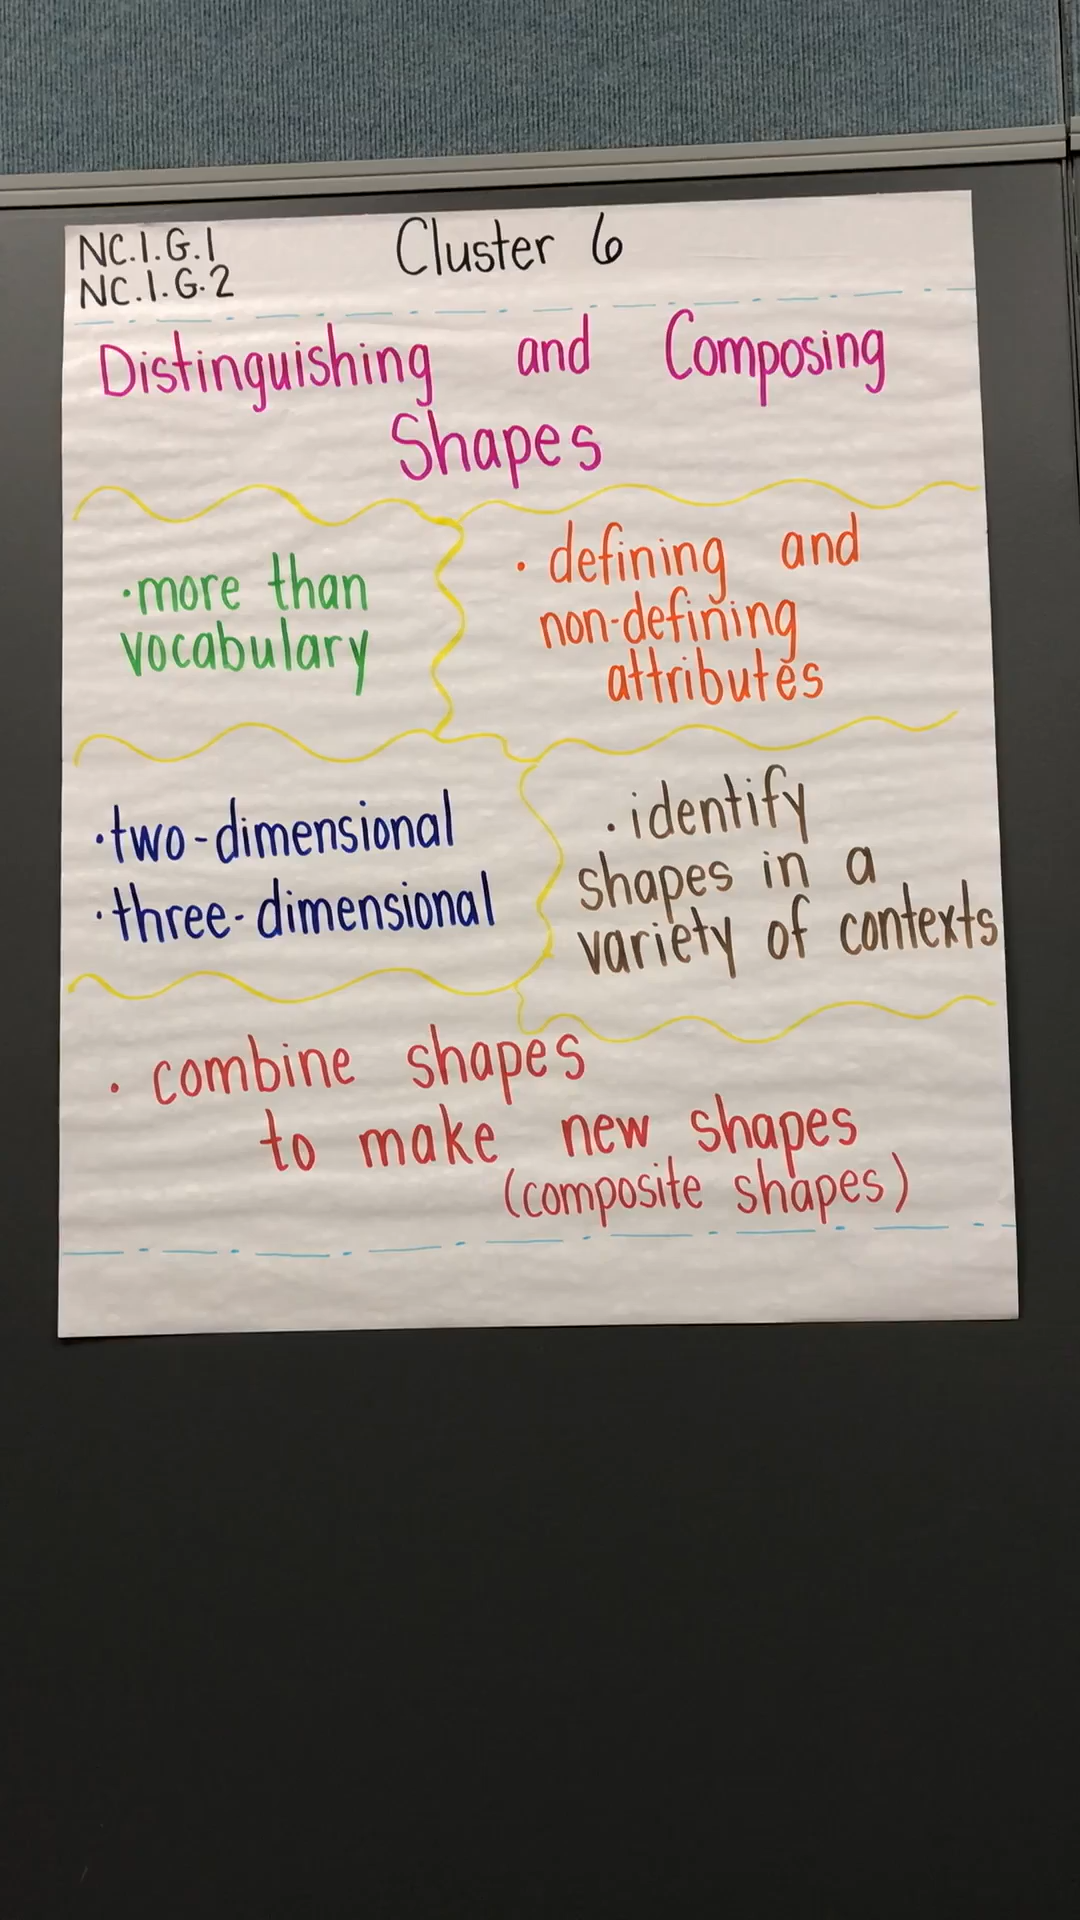 NC.1.G.1
NC.1.G.2
Cluster 6
Distinguishing and Composing
Shapes
· more than
vocabulary
· defining and
non-defining
attributes
· two-dimensional
· three-dimensional
· identify
shapes in a
variety of contexts
· combine shapes
to make new shapes
(composite shapes)